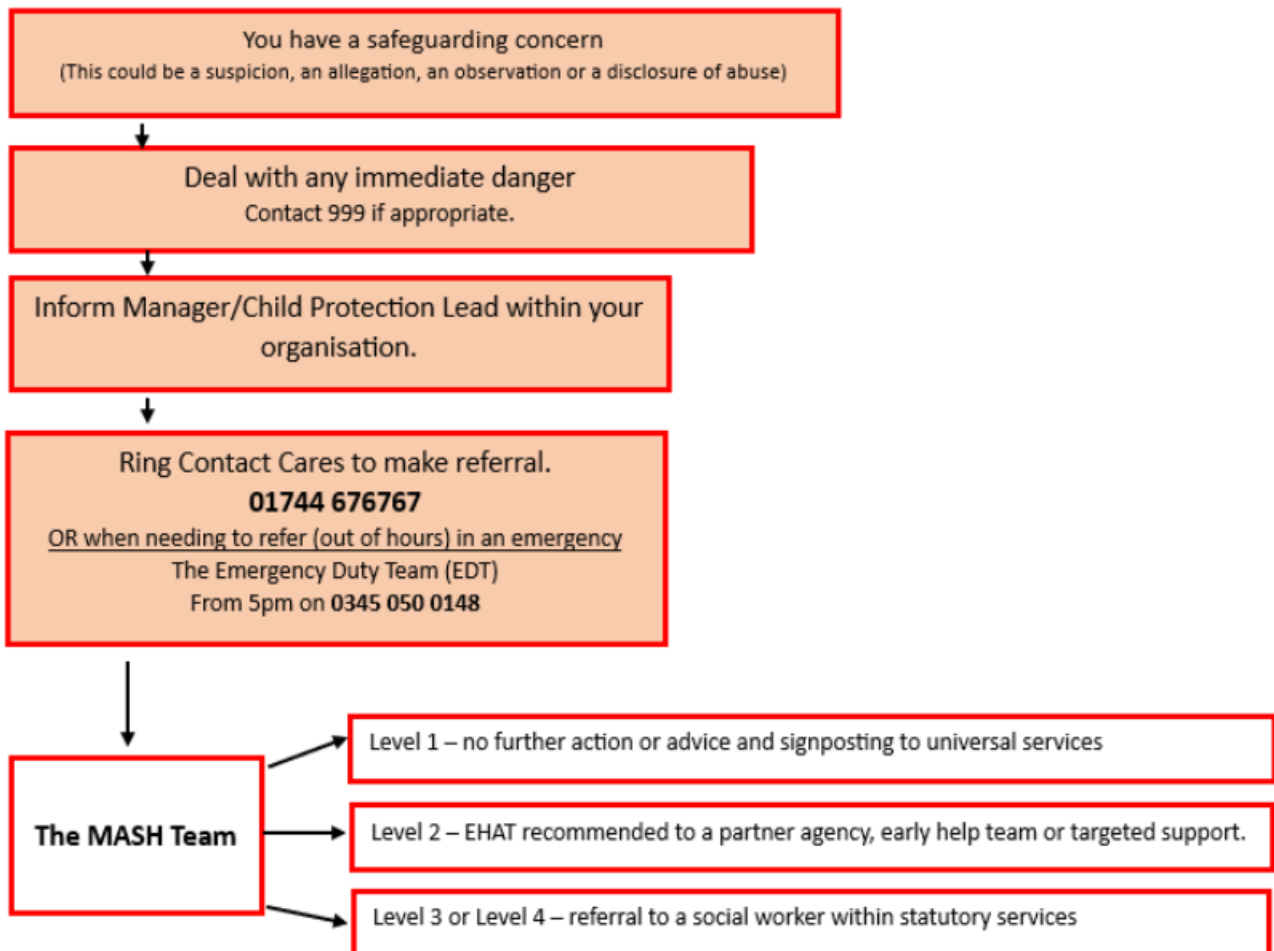 You have a safeguarding concern
(This could be a suspicion, an allegation, an observation or a disclosure of abuse)
Deal with any immediate danger
Contact 999 if appropriate.
Inform Manager/Child Protection Lead within your
organisation.
Ring Contact Cares to make referral.
01744 676767
OR when needing to refer (out of hours) in an emergency
The Emergency Duty Team (EDT)
From 5pm on 0345 050 0148
The MASH Team
Level 1 – no further action or advice and signposting to universal services
Level 2 – EHAT recommended to a partner agency, early help team or targeted support.
Level 3 or Level 4 – referral to a social worker within statutory services